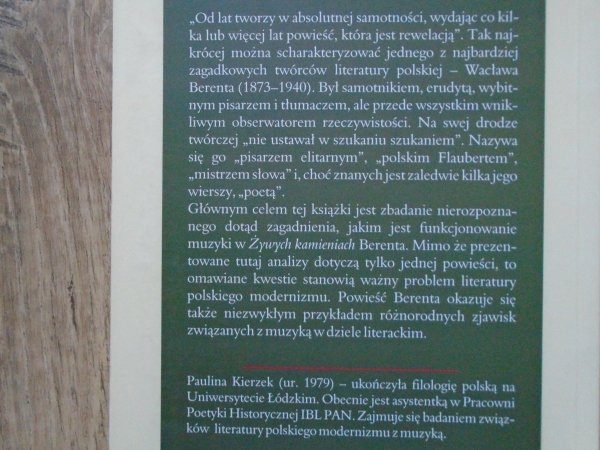 „Od lat tworzy w absolutnej samotności, wydając co kil-
ka lub więcej lat powieść, która jest rewelacją”. Tak naj-
krócej można scharakteryzować jednego z najbardziej
zagadkowych twórców literatury polskiej – Wacława
Berenta (1873–1940). Był samotnikiem, erudytą, wybit-
nym pisarzem i tłumaczem, ale przede wszystkim wnik-
liwym obserwatorem rzeczywistości. Na swej drodze
twórczej „nie ustawał w szukaniu szukaniem”. Nazywa
się go „pisarzem elitarnym”, „polskim Flaubertem”,
„mistrzem słowa” i, choć znanych jest zaledwie kilka jego
wierszy, „poetą”.
Głównym celem tej książki jest zbadanie nierozpozna-
nego dotąd zagadnienia, jakim jest funkcjonowanie
muzyki w Żywych kamieniach Berenta. Mimo że prezen-
towane tutaj analizy dotyczą tylko jednej powieści, to
omawiane kwestie stanowią ważny problem literatury
polskiego modernizmu. Powieść Berenta okazuje się
także niezwykłym przykładem różnorodnych zjawisk
związanych z muzyką w dziele literackim.
Paulina Kierzek (ur. 1979) – ukończyła filologię polską na
Uniwersytecie Łódzkim. Obecnie jest asystentką w Pracowni
Poetyki Historycznej IBL PAN. Zajmuje się badaniem związ-
ków literatury polskiego modernizmu z muzyką.